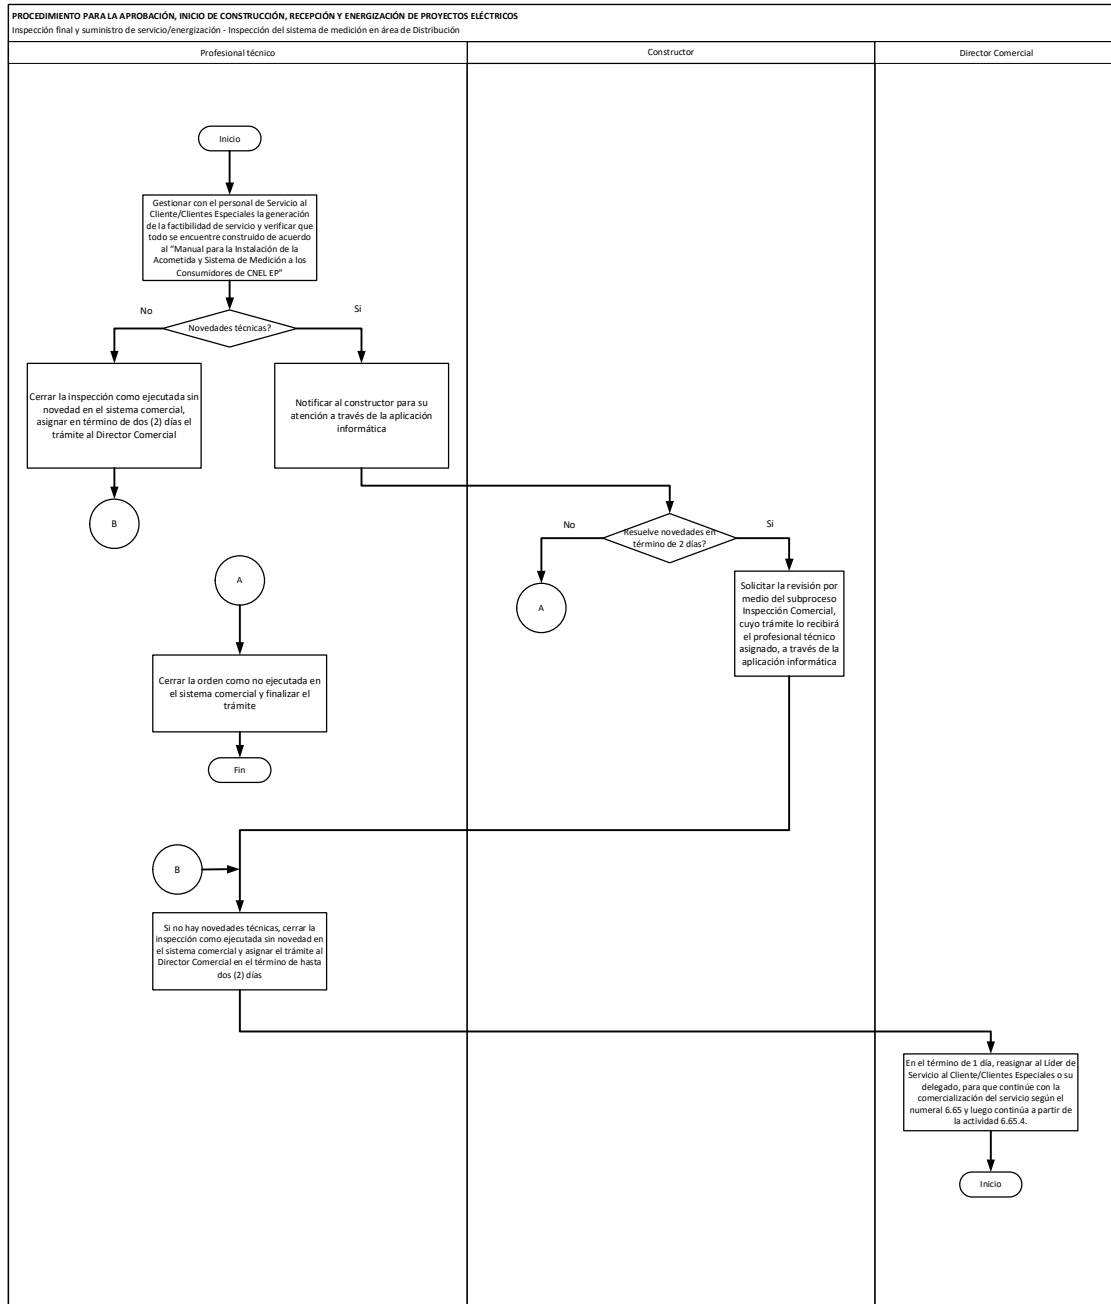 PROCEDIMIENTO PARA LA APROBACIÓN, INICIO DE CONSTRUCCIÓN, RECEPCIÓN Y ENERGIZACIÓN DE PROYECTOS ELÉCTRICOS
Inspección final y suministro de servicio/energización - Inspección del sistema de medición en área de Distribución
Profesional técnico
Constructor
Director Comercial
Inicio
Gestionar con el personal de Servicio al
Cliente/Clientes Especiales la generación
de la factibilidad de servicio y verificar que
todo se encuentre construido de acuerdo
al “Manual para la Instalación de la
Acometida y Sistema de Medición a los
Consumidores de CNEL EP”
No
Si
Novedades técnicas?
Cerrar la inspección como ejecutada sin
novedad en el sistema comercial,
asignar en término de dos (2) días el
trámite al Director Comercial
Notificar al constructor para su
atención a través de la aplicación
informática
B
No
Si
Resuelve novedades en
término de 2 días?
A
A
Solicitar la revisión por
medio del subproceso
Inspección Comercial,
cuyo trámite lo recibirá
el profesional técnico
asignado, a través de la
aplicación informática
Cerrar la orden como no ejecutada en
el sistema comercial y finalizar el
trámite
Fin
B
Si no hay novedades técnicas, cerrar la
inspección como ejecutada sin novedad en
el sistema comercial y asignar el trámite al
Director Comercial en el término de hasta
dos (2) días
En el término de 1 día, reasignar al Líder de
Servicio al Cliente/Clientes Especiales o su
delegado, para que continúe con la
comercialización del servicio según el
numeral 6.65 y luego continúa a partir de
la actividad 6.65.4.
Inicio